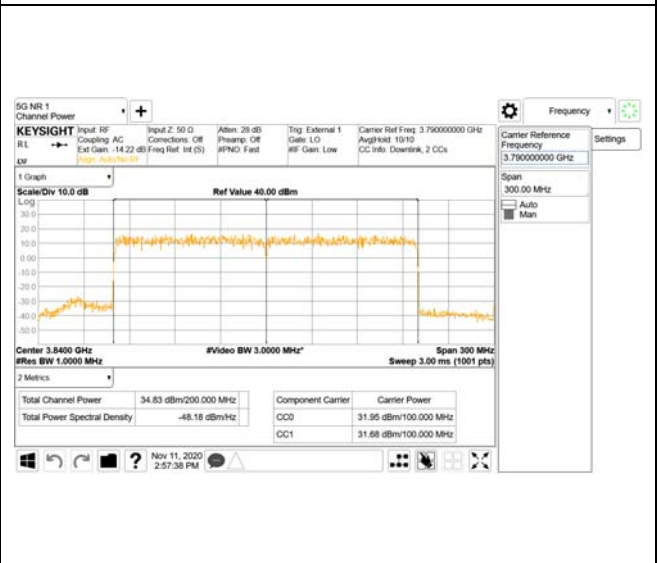 5G NR 1
Channel Power
Frequency
KEYSIGHT Input: RF Input Z: 50 Ω Atten: 28 dB Trig: External 1 Carrier Ref Freq: 3.790000000 GHz
RL Coupling: AC Corrections: Off Preamp: Off Gate: LO Avg|Hold: 10/10
Ext Gain: -14.22 dB Freq Ref: Int (S) #PNO: Fast #IF Gain: Low CC Info: Downlink, 2 CCs
Align: Auto/No RF
Carrier Reference Frequency
3.790000000 GHz
Settings
Span
300.00 MHz
Auto
Man
1 Graph
Scale/Div 10.0 dB Ref Value 40.00 dBm
Log
30.0
20.0
10.0
0.00
-10.0
-20.0
-30.0
-40.0
-50.0
Center 3.8400 GHz #Video BW 3.0000 MHz* Span 300 MHz
#Res BW 1.0000 MHz Sweep 3.00 ms (1001 pts)
2 Metrics
Total Channel Power 34.83 dBm/200.000 MHz
Total Power Spectral Density -48.18 dBm/Hz
Component Carrier Carrier Power
CC0 31.95 dBm/100.000 MHz
CC1 31.68 dBm/100.000 MHz
? Nov 11, 2020
2:57:38 PM